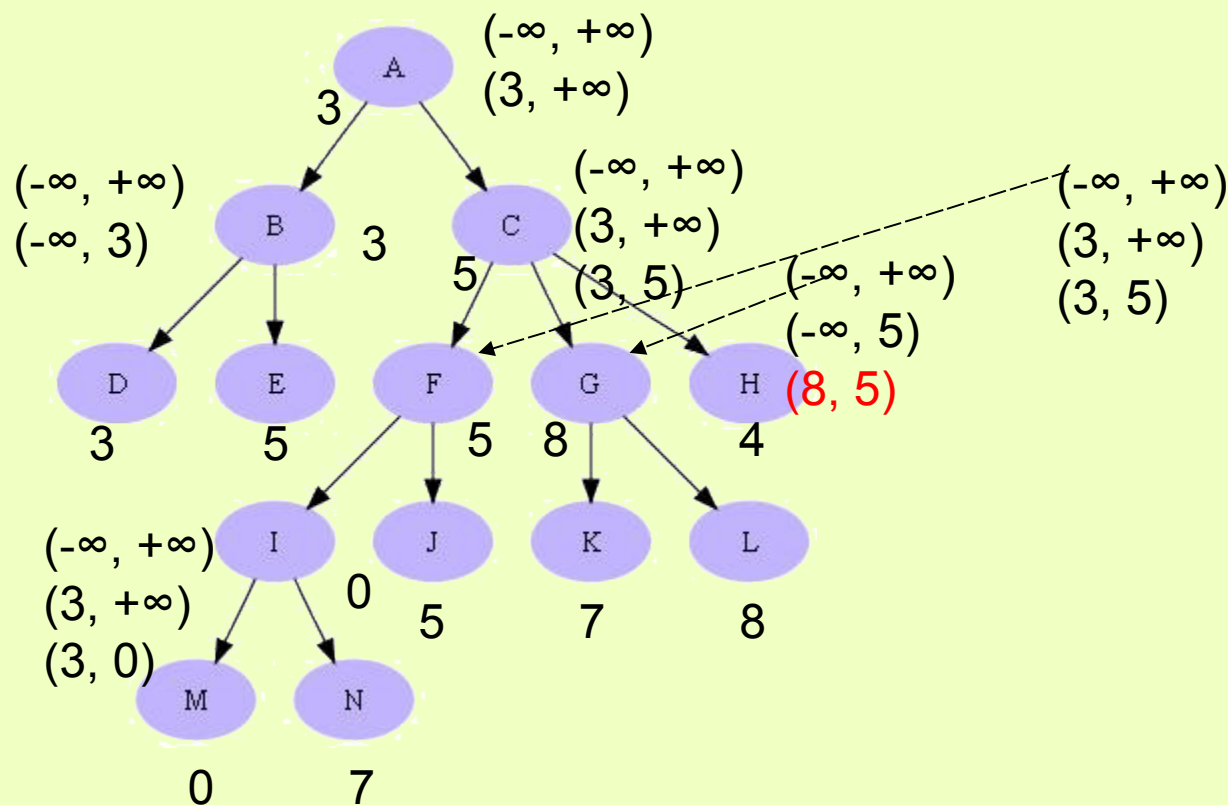 (-∞, +∞)
A
(3, +∞)
3
(-∞, +∞)
(-∞, 3)
B
3
C
(-∞, +∞)
(3, +∞)
(3, 5)
5
(-∞, +∞)
(-∞, 5)
(8, 5)
(-∞, +∞)
(3, +∞)
(3, 5)
D
E
F
G
H
3
5
5
8
4
(-∞, +∞)
(3, +∞)
(3, 0)
I
J
K
L
0
5
7
8
M
N
0
7